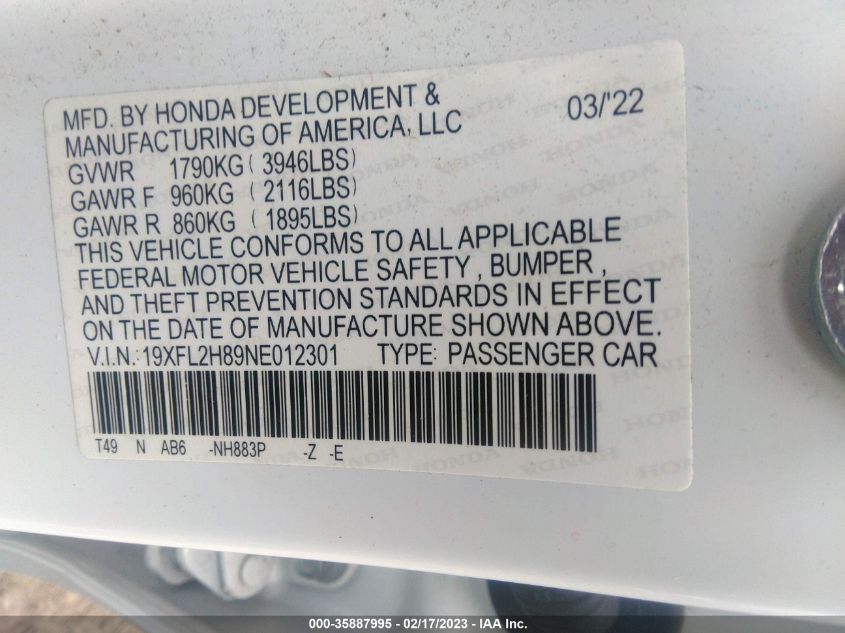 MFD. BY HONDA DEVELOPMENT & 03/'22
MANUFACTURING OF AMERICA, LLC
GVWR 1790KG ( 3946LBS)
GAWR F 960KG ( 2116LBS)
GAWR R 860KG ( 1895LBS)
THIS VEHICLE CONFORMS TO ALL APPLICABLE
FEDERAL MOTOR VEHICLE SAFETY , BUMPER ,
AND THEFT PREVENTION STANDARDS IN EFFECT
ON THE DATE OF MANUFACTURE SHOWN ABOVE.
V.I.N.: 19XFL2H89NE012301 TYPE: PASSENGER CAR
T49 N AB6 -NH883P -Z -E
000-35887995 - 02/17/2023 - IAA Inc.